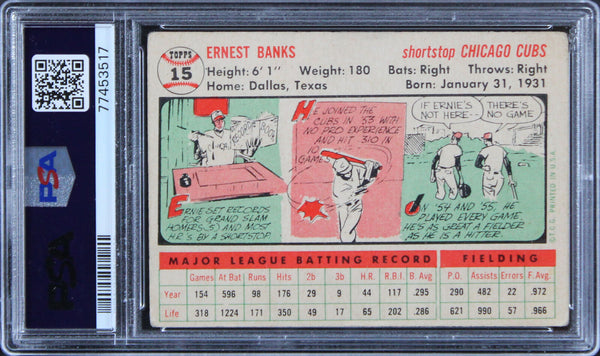 77453517
PSA
PSA
TOPPS
15
ERNEST BANKS
shortstop CHICAGO CUBS
Height: 6' 1" Weight: 180 Bats: Right Throws: Right
Home: Dallas, Texas Born: January 31, 1931
RECORD BOOK
ERNIE SET RECORDS
FOR GRAND SLAM
HOMERS (5) AND MOST
H.R.'S BY A SHORTSTOP.
HE JOINED THE
CUBS IN '53 WITH
NO PRO EXPERIENCE
AND HIT .310 IN
10
GAMES
IF ERNIE'S
NOT HERE--
THERE'S
NO GAME
IN '54 AND '55, HE
PLAYED EVERY GAME.
HE'S AS GREAT A FIELDER
AS HE IS A HITTER.
© T.C.G. PRINTED IN U.S.A.
MAJOR LEAGUE BATTING RECORD FIELDING
Games At Bat Runs Hits 2b 3b H.R. R.B.I. B. Avg. P.O. Assists Errors F. Avg.
Year 154 596 98 176 29 9 44 117 .295 290 482 22 .972
Life 318 1224 171 350 50 17 65 202 .286 621 990 57 .966